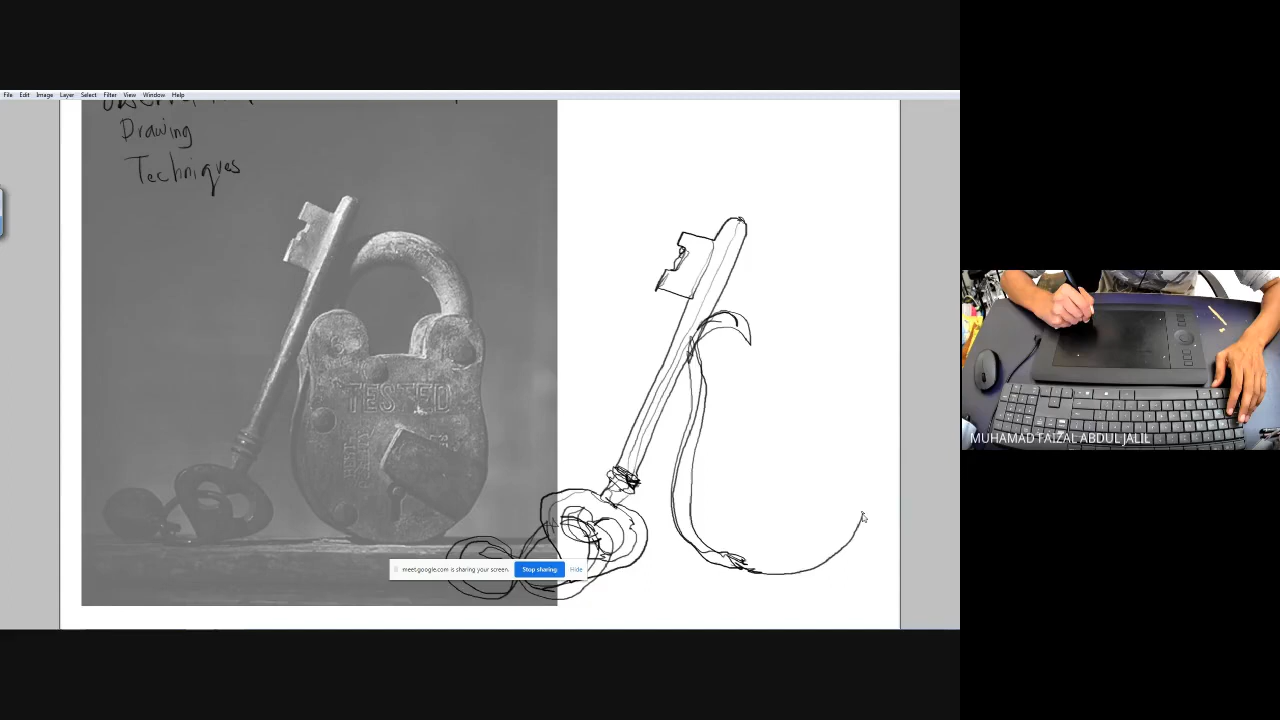 File Edit Image Layer Select Filter View Window Help
Drawing
Techniques
TESTED
meet.google.com is sharing your screen. Stop sharing Hide
MUHAMAD FAIZAL ABDUL JALIL